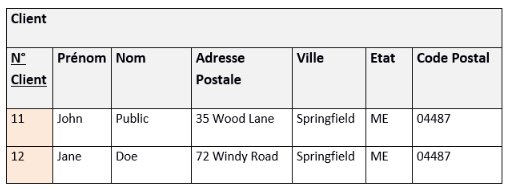 Client
N° Client Prénom Nom Adresse Postale Ville Etat Code Postal
11 John Public 35 Wood Lane Springfield ME 04487
12 Jane Doe 72 Windy Road Springfield ME 04487